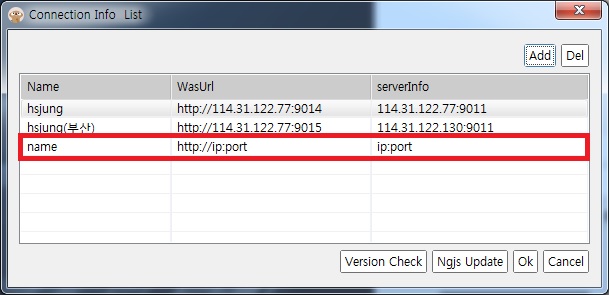 Connection Info List
Add Del
Name WasUrl serverInfo
hsjung http://114.31.122.77:9014 114.31.122.77:9011
hsjung(부산) http://114.31.122.77:9015 114.31.122.130:9011
name http://ip:port ip:port
Version Check Ngjs Update Ok Cancel